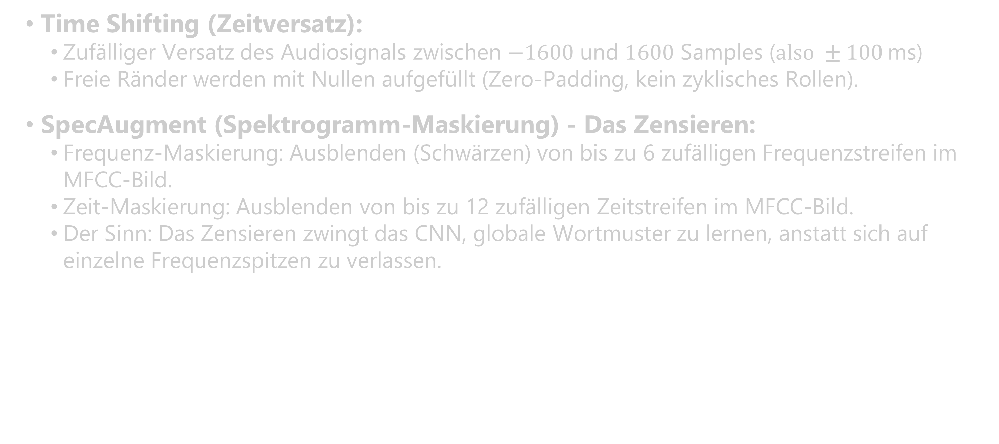 • Time Shifting (Zeitversatz):
• Zufälliger Versatz des Audiosignals zwischen −1600 und 1600 Samples (also ± 100 ms)
• Freie Ränder werden mit Nullen aufgefüllt (Zero-Padding, kein zyklisches Rollen).
• SpecAugment (Spektrogramm-Maskierung) - Das Zensieren:
• Frequenz-Maskierung: Ausblenden (Schwärzen) von bis zu 6 zufälligen Frequenzstreifen im
MFCC-Bild.
• Zeit-Maskierung: Ausblenden von bis zu 12 zufälligen Zeitstreifen im MFCC-Bild.
• Der Sinn: Das Zensieren zwingt das CNN, globale Wortmuster zu lernen, anstatt sich auf
einzelne Frequenzspitzen zu verlassen.